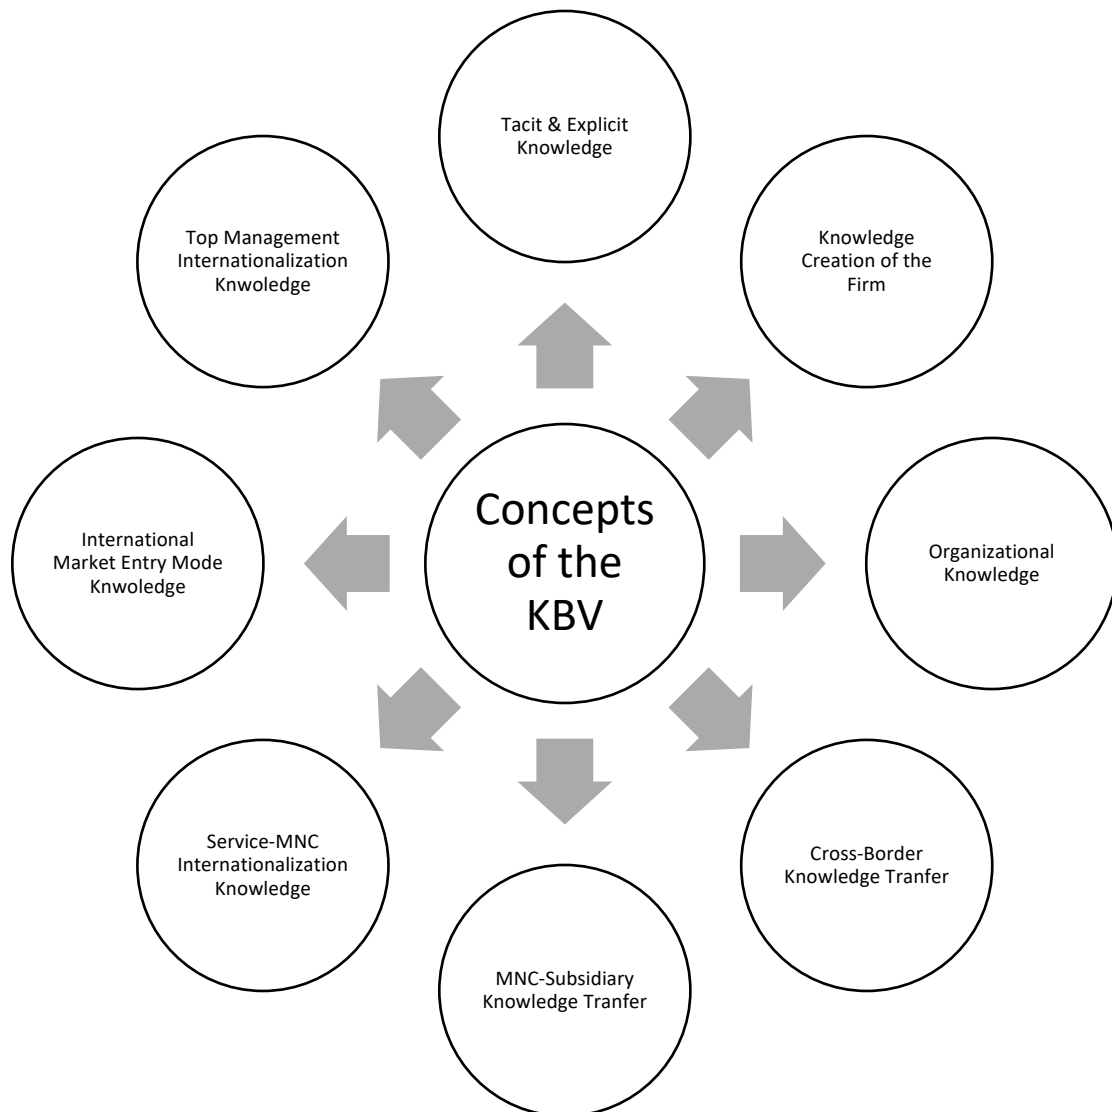 Tacit & Explicit
Knowledge
Top Management
Internationalization
Knwoledge
Knowledge
Creation of the
Firm
International
Market Entry Mode
Knwoledge
Concepts
of the
KBV
Organizational
Knowledge
Service-MNC
Internationalization
Knowledge
Cross-Border
Knowledge Tranfer
MNC-Subsidiary
Knowledge Tranfer